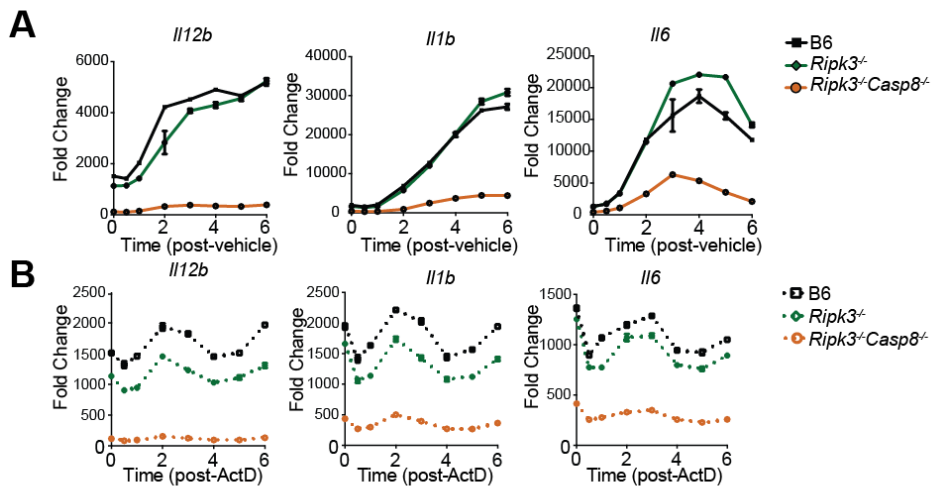 A
Il12b
Il1b
Il6
Fold Change
6000
4000
2000
0
0 2 4 6
Time (post-vehicle)
Fold Change
40000
30000
20000
10000
0
0 2 4 6
Time (post-vehicle)
Fold Change
25000
20000
15000
10000
5000
0
0 2 4 6
Time (post-vehicle)
B6
Ripk3-/-
Ripk3-/-Casp8-/-
B
Il12b
Il1b
Il6
Fold Change
2500
2000
1500
1000
500
0
0 2 4 6
Time (post-ActD)
Fold Change
2500
2000
1500
1000
500
0
0 2 4 6
Time (post-ActD)
Fold Change
1500
1000
500
0
0 2 4 6
Time (post-ActD)
B6
Ripk3-/-
Ripk3-/-Casp8-/-